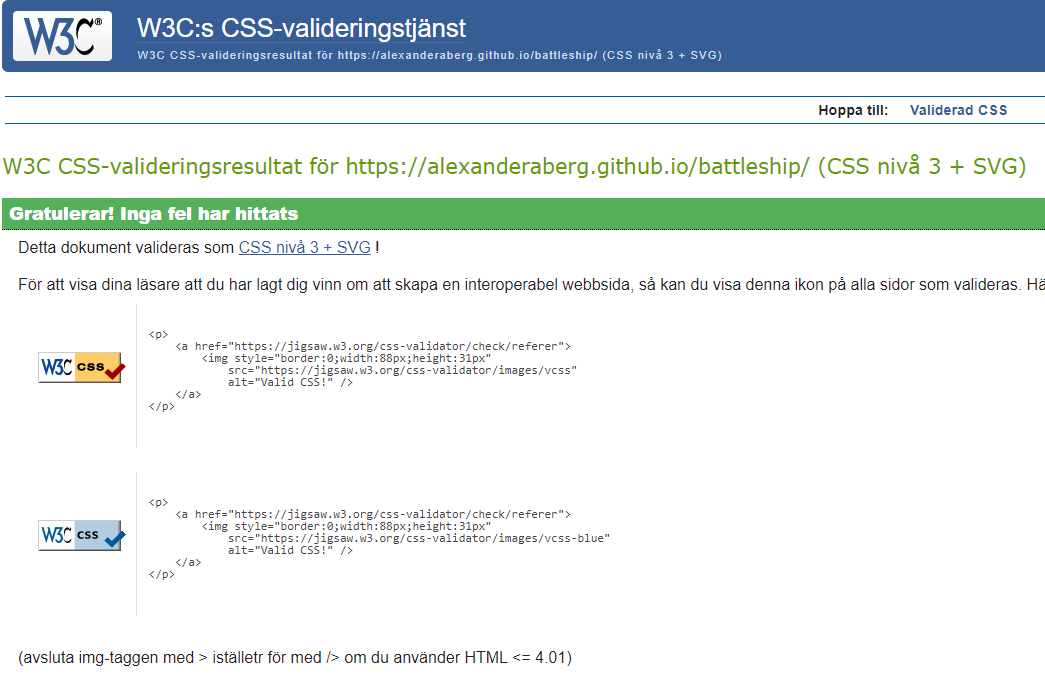 W3C®
W3C:s CSS-valideringstjänst
W3C CSS-valideringsresultat för https://alexanderaberg.github.io/battleship/ (CSS nivå 3 + SVG)
Hoppa till: Validerad CSS
W3C CSS-valideringsresultat för https://alexanderaberg.github.io/battleship/ (CSS nivå 3 + SVG)
Gratulerar! Inga fel har hittats
Detta dokument valideras som CSS nivå 3 + SVG !
För att visa dina läsare att du har lagt dig vinn om att skapa en interoperabel webbsida, så kan du visa denna ikon på alla sidor som valideras. Hä
W3C css
<p>
<a href="https://jigsaw.w3.org/css-validator/check/referer">
<img style="border:0;width:88px;height:31px"
src="https://jigsaw.w3.org/css-validator/images/vcss"
alt="Valid CSS!" />
</a>
</p>
W3C css
<p>
<a href="https://jigsaw.w3.org/css-validator/check/referer">
<img style="border:0;width:88px;height:31px"
src="https://jigsaw.w3.org/css-validator/images/vcss-blue"
alt="Valid CSS!" />
</a>
</p>
(avsluta img-taggen med > iställetr för med /> om du använder HTML <= 4.01)